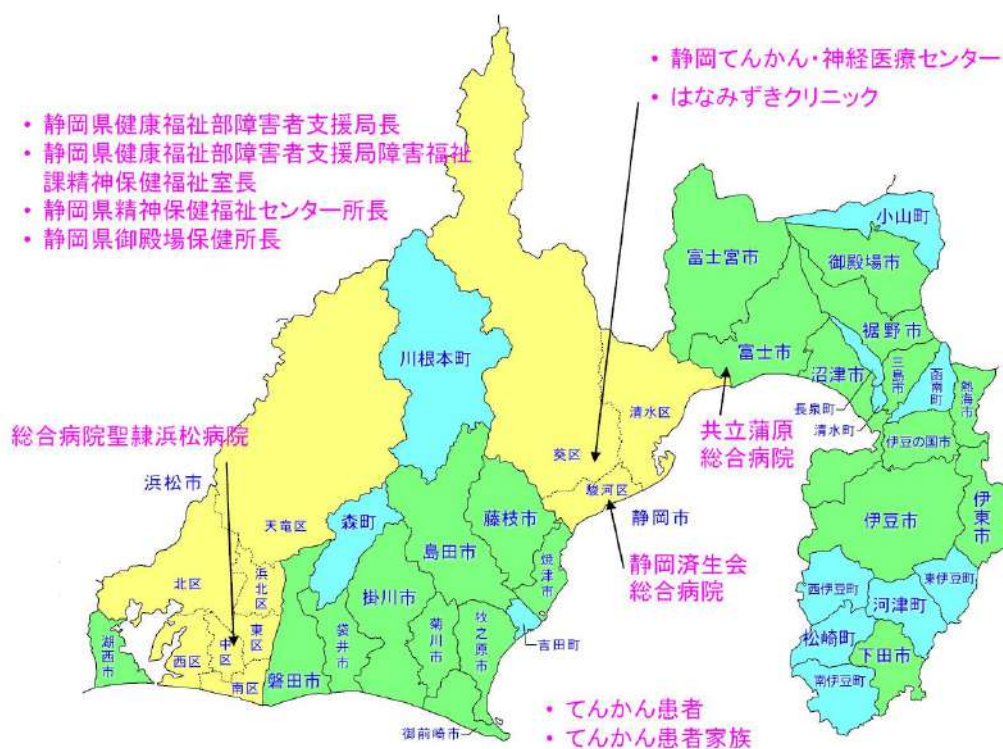 ・静岡てんかん・神経医療センター
・はなみずきクリニック
・静岡県健康福祉部障害者支援局長
・静岡県健康福祉部障害者支援局障害福祉
課精神保健福祉室長
・静岡県精神保健福祉センター所長
・静岡県御殿場保健所長
小山町
富士宮市
御殿場市
裾野市
川根本町
富士市
沼津市
三島市
函南町
熱海市
長泉町
清水町
清水区
伊豆の国市
共立蒲原
総合病院
総合病院聖隷浜松病院
葵区
浜松市
駿河区
静岡市
伊東市
伊豆市
天竜区
森町
藤枝市
島田市
焼津市
静岡済生会
総合病院
北区
浜北区
掛川市
西伊豆町
東伊豆町
河津町
湖西市
西区
中区
東区
南区
袋井市
菊川市
牧之原市
吉田町
松崎町
下田市
磐田市
南伊豆町
御前崎市
・てんかん患者
・てんかん患者家族